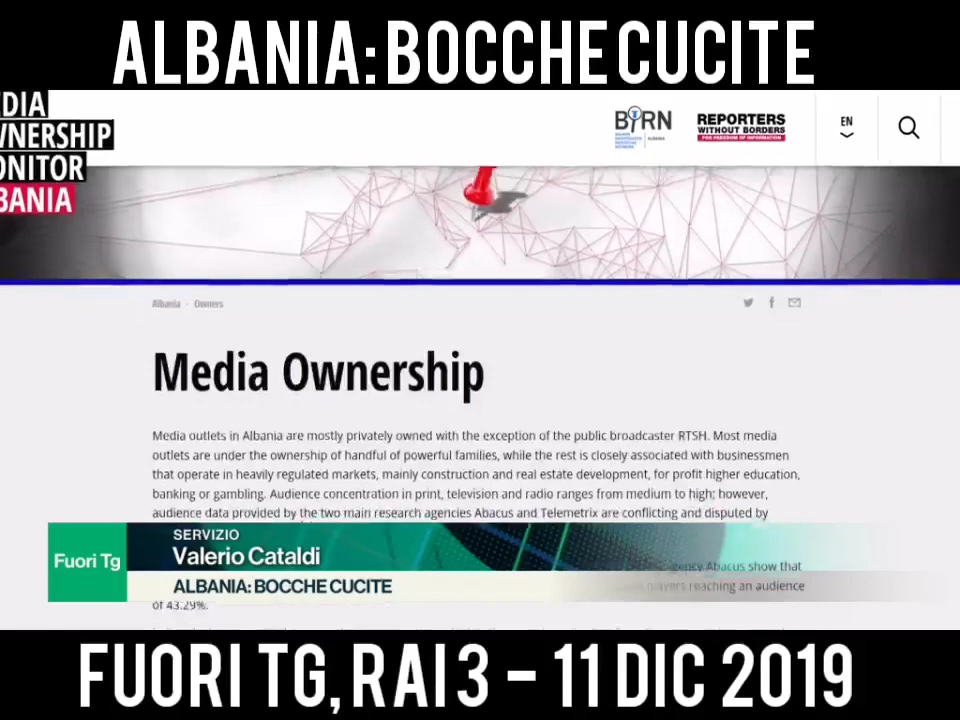 ALBANIA: BOCCHE CUCITE
EDIA
WNERSHIP
ONITOR
BANIA
BIRN
ALBANIA
REPORTERS
WITHOUT BORDERS
FOR FREEDOM OF INFORMATION
EN
Albania - Owners
Media Ownership
Media outlets in Albania are mostly privately owned with the exception of the public broadcaster RTSH. Most media
outlets are under the ownership of handful of powerful families, while the rest is closely associated with businessmen
that operate in heavily regulated markets, mainly construction and real estate development, for profit higher education,
banking or gambling. Audience concentration in print, television and radio ranges from medium to high; however,
audience data provided by the two main research agencies Abacus and Telemetrix are conflicting and disputed by
Abacus show that
players reaching an audience
of 43.29%.
Fuori Tg
SERVIZIO
Valerio Cataldi
ALBANIA: BOCCHE CUCITE
FUORI TG, RAI 3 - 11 DIC 2019